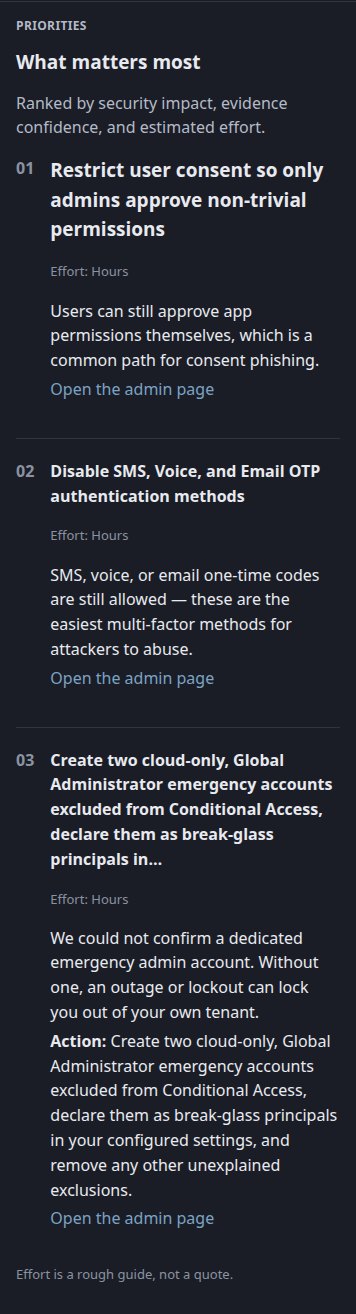 PRIORITIES
What matters most
Ranked by security impact, evidence
confidence, and estimated effort.
01 Restrict user consent so only
admins approve non-trivial
permissions
Effort: Hours
Users can still approve app
permissions themselves, which is a
common path for consent phishing.
Open the admin page
02 Disable SMS, Voice, and Email OTP
authentication methods
Effort: Hours
SMS, voice, or email one-time codes
are still allowed — these are the
easiest multi-factor methods for
attackers to abuse.
Open the admin page
03 Create two cloud-only, Global
Administrator emergency accounts
excluded from Conditional Access,
declare them as break-glass
principals in...
Effort: Hours
We could not confirm a dedicated
emergency admin account. Without
one, an outage or lockout can lock
you out of your own tenant.
Action: Create two cloud-only, Global
Administrator emergency accounts
excluded from Conditional Access,
declare them as break-glass principals
in your configured settings, and
remove any other unexplained
exclusions.
Open the admin page
Effort is a rough guide, not a quote.